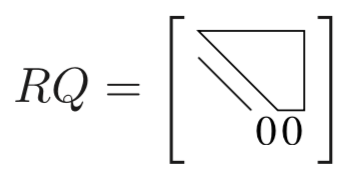 RQ = [ 00 ]